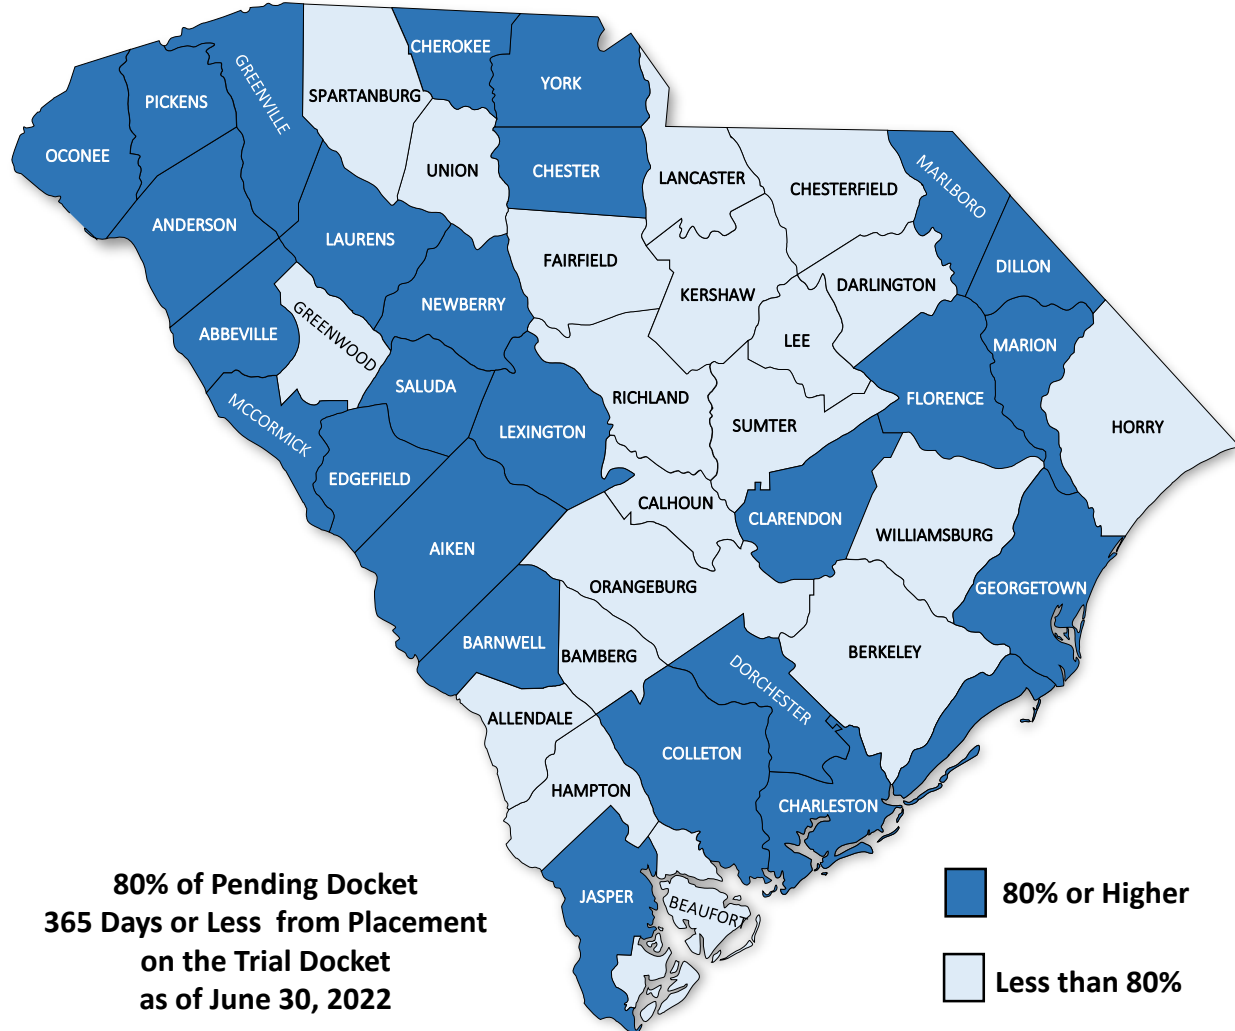 CHEROKEE
YORK
GREENVILLE
PICKENS
SPARTANBURG
OCONEE
UNION
CHESTER
LANCASTER
CHESTERFIELD
MARLBORO
ANDERSON
LAURENS
FAIRFIELD
DILLON
KERSHAW
DARLINGTON
NEWBERRY
ABBEVILLE
GREENWOOD
LEE
MARION
SALUDA
RICHLAND
FLORENCE
MCCORMICK
LEXINGTON
SUMTER
HORRY
EDGEFIELD
CALHOUN
CLARENDON
WILLIAMSBURG
AIKEN
ORANGEBURG
GEORGETOWN
BARNWELL
BAMBERG
BERKELEY
DORCHESTER
ALLENDALE
COLLETON
HAMPTON
CHARLESTON
JASPER
BEAUFORT
80% of Pending Docket
365 Days or Less from Placement
on the Trial Docket
as of June 30, 2022
80% or Higher
Less than 80%